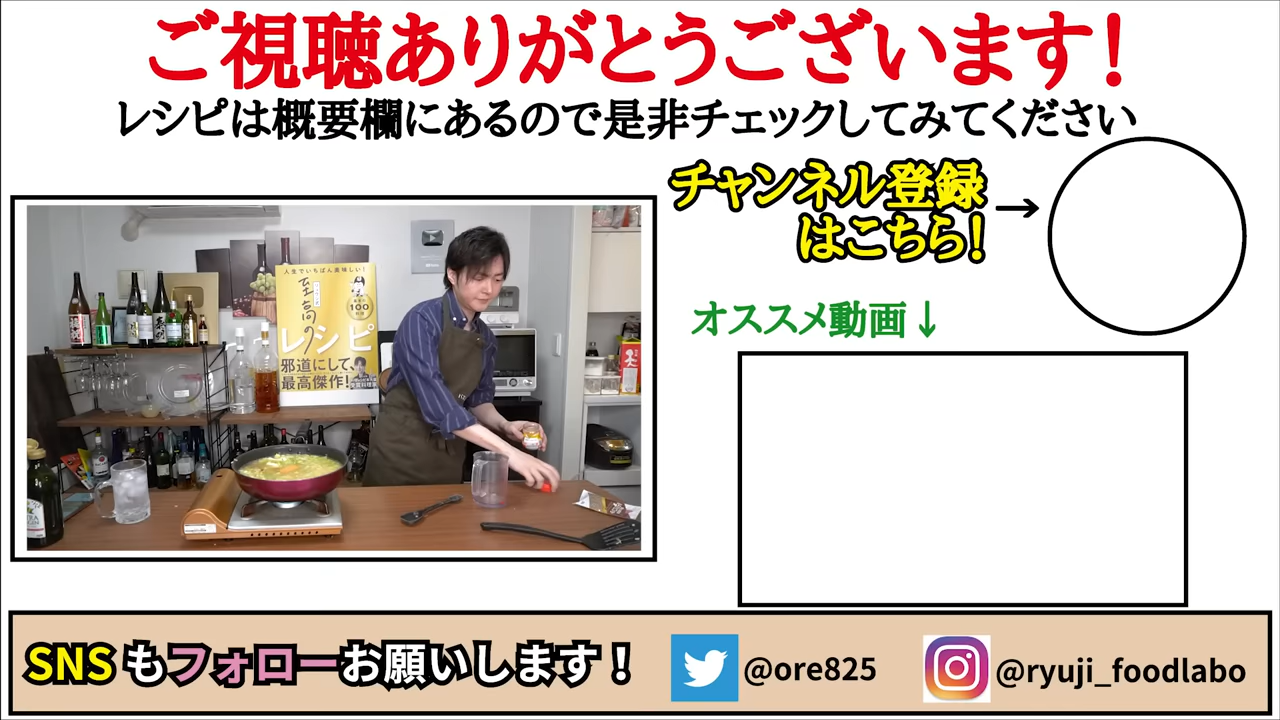 ご視聴ありがとうございます!
レシピは概要欄にあるので是非チェックしてみてください
チャンネル登録
はこちら!
→
オススメ動画↓
人生でいちばん美味しい!
至高の
レシピ
100
邪道にして、
最高傑作!
SNSもフォローお願いします!
@ore825
@ryuji_foodlabo